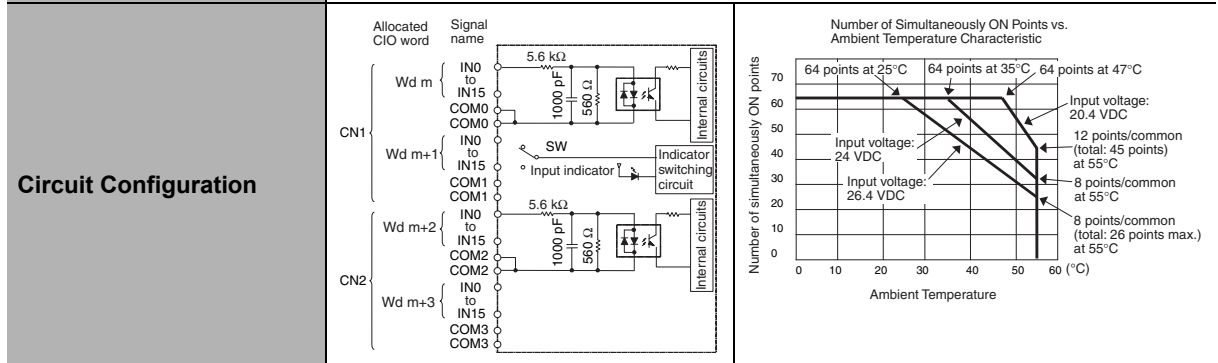 Circuit Configuration
Allocated CIO word
Signal name
CN1
Wd m
IN0
to
IN15
COM0
COM0
Wd m+1
IN0
to
IN15
COM1
COM1
CN2
Wd m+2
IN0
to
IN15
COM2
COM2
Wd m+3
IN0
to
IN15
COM3
COM3
5.6 kΩ
1000 pF
560 Ω
Internal circuits
SW
Input indicator
Indicator
switching
circuit
5.6 kΩ
1000 pF
560 Ω
Internal circuits
Number of Simultaneously ON Points vs.
Ambient Temperature Characteristic
64 points at 25°C
64 points at 35°C
64 points at 47°C
Input voltage:
20.4 VDC
12 points/common
(total: 45 points)
at 55°C
Input voltage:
24 VDC
Input voltage:
26.4 VDC
8 points/common
at 55°C
8 points/common
(total: 26 points max.)
at 55°C
Number of simultaneously ON points
70
60
50
40
30
20
10
0
0 10 20 30 40 50 60 (°C)
Ambient Temperature